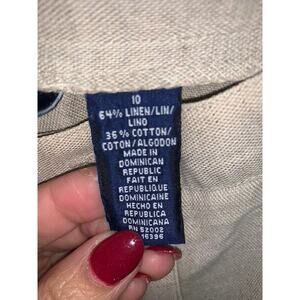 10
64% LINEN/LIN/
LINO
36% COTTON/
COTON/ALGODON
MADE IN
DOMINICAN
REPUBLIC
FAIT EN
REPUBLIQUE
DOMINICAINE
HECHO EN
REPUBLICA
DOMINICANA
RN 52002
16396